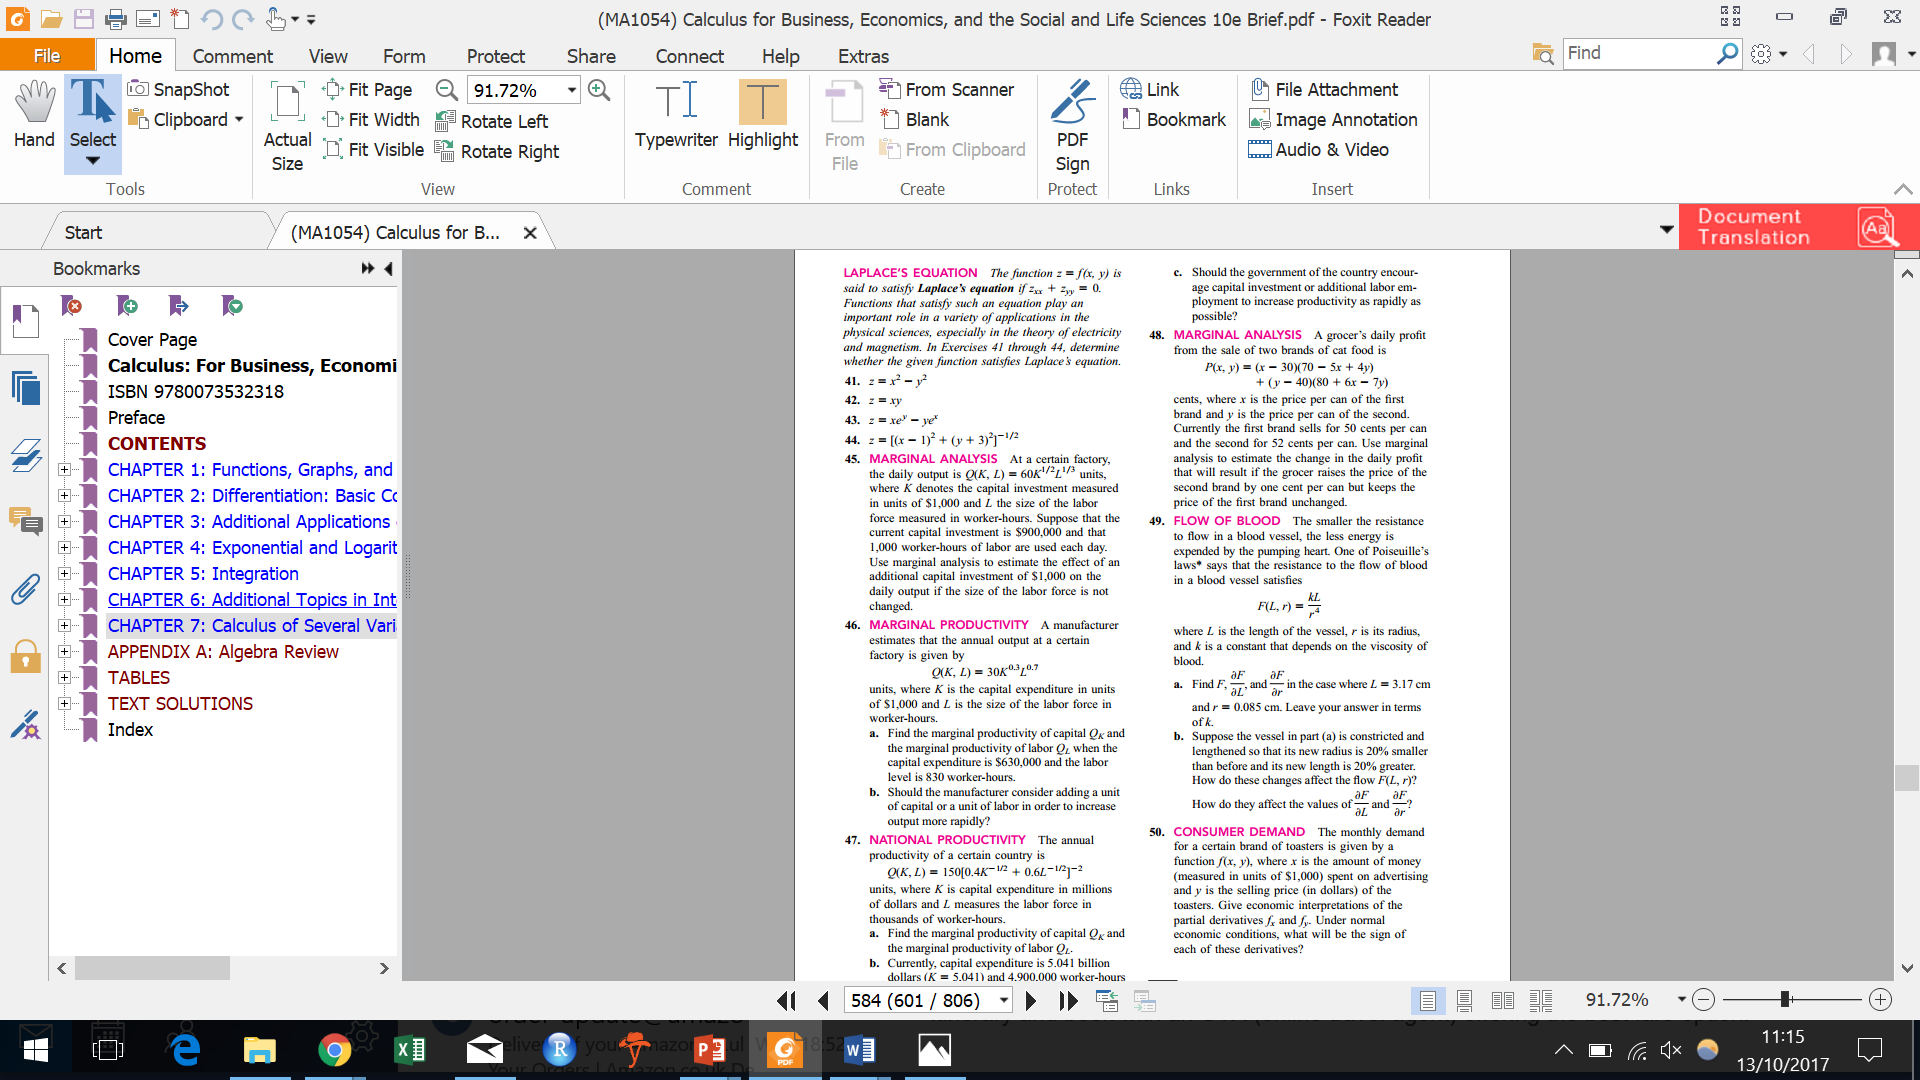 (MA1054) Calculus for Business, Economics, and the Social and Life Sciences 10e Brief.pdf - Foxit Reader
File
Home
Comment
View
Form
Protect
Share
Connect
Help
Extras
Find
Hand
Select
SnapShot
Clipboard
Tools
Actual
Size
Fit Page
Fit Width
Fit Visible
91.72%
Rotate Left
Rotate Right
View
Typewriter
Highlight
Comment
From
File
From Scanner
Blank
From Clipboard
Create
PDF
Sign
Protect
Link
Bookmark
Links
File Attachment
Image Annotation
Audio & Video
Insert
Start
(MA1054) Calculus for B...
Document
Translation
Bookmarks
Cover Page
Calculus: For Business, Economi
ISBN 9780073532318
Preface
CONTENTS
CHAPTER 1: Functions, Graphs, and
CHAPTER 2: Differentiation: Basic Co
CHAPTER 3: Additional Applications
CHAPTER 4: Exponential and Logarit
CHAPTER 5: Integration
CHAPTER 6: Additional Topics in Int
CHAPTER 7: Calculus of Several Vari
APPENDIX A: Algebra Review
TABLES
TEXT SOLUTIONS
Index
LAPLACE'S EQUATION The function z = f(x, y) is
said to satisfy Laplace's equation if z_xx + z_yy = 0.
Functions that satisfy such an equation play an
important role in a variety of applications in the
physical sciences, especially in the theory of electricity
and magnetism. In Exercises 41 through 44, determine
whether the given function satisfies Laplace's equation.
41. z = x² − y²
42. z = xy
43. z = xe^y − ye^x
44. z = [(x − 1)² + (y + 3)²]^−1/2
45. MARGINAL ANALYSIS At a certain factory,
the daily output is Q(K, L) = 60K^1/2L^1/3 units,
where K denotes the capital investment measured
in units of $1,000 and L the size of the labor
force measured in worker-hours. Suppose that the
current capital investment is $900,000 and that
1,000 worker-hours of labor are used each day.
Use marginal analysis to estimate the effect of an
additional capital investment of $1,000 on the
daily output if the size of the labor force is not
changed.
46. MARGINAL PRODUCTIVITY A manufacturer
estimates that the annual output at a certain
factory is given by
Q(K, L) = 30K^0.3L^0.7
units, where K is the capital expenditure in units
of $1,000 and L is the size of the labor force in
worker-hours.
a. Find the marginal productivity of capital Q_K and
the marginal productivity of labor Q_L when the
capital expenditure is $630,000 and the labor
level is 830 worker-hours.
b. Should the manufacturer consider adding a unit
of capital or a unit of labor in order to increase
output more rapidly?
47. NATIONAL PRODUCTIVITY The annual
productivity of a certain country is
Q(K, L) = 150[0.4K^−1/2 + 0.6L^−1/2]^−2
units, where K is capital expenditure in millions
of dollars and L measures the labor force in
thousands of worker-hours.
a. Find the marginal productivity of capital Q_K and
the marginal productivity of labor Q_L.
b. Currently, capital expenditure is 5.041 billion
dollars (K = 5,041) and 4,900,000 worker-hours
c. Should the government of the country encour-
age capital investment or additional labor em-
ployment to increase productivity as rapidly as
possible?
48. MARGINAL ANALYSIS A grocer's daily profit
from the sale of two brands of cat food is
P(x, y) = (x − 30)(70 − 5x + 4y)
+ (y − 40)(80 + 6x − 7y)
cents, where x is the price per can of the first
brand and y is the price per can of the second.
Currently the first brand sells for 50 cents per can
and the second for 52 cents per can. Use marginal
analysis to estimate the change in the daily profit
that will result if the grocer raises the price of the
second brand by one cent per can but keeps the
price of the first brand unchanged.
49. FLOW OF BLOOD The smaller the resistance
to flow in a blood vessel, the less energy is
expended by the pumping heart. One of Poiseuille's
laws* says that the resistance to the flow of blood
in a blood vessel satisfies
F(L, r) = kL/r⁴
where L is the length of the vessel, r is its radius,
and k is a constant that depends on the viscosity of
blood.
a. Find F, ∂F/∂L, and ∂F/∂r in the case where L = 3.17 cm
and r = 0.085 cm. Leave your answer in terms
of k.
b. Suppose the vessel in part (a) is constricted and
lengthened so that its new radius is 20% smaller
than before and its new length is 20% greater.
How do these changes affect the flow F(L, r)?
How do they affect the values of ∂F/∂L and ∂F/∂r?
50. CONSUMER DEMAND The monthly demand
for a certain brand of toasters is given by a
function f(x, y), where x is the amount of money
(measured in units of $1,000) spent on advertising
and y is the selling price (in dollars) of the
toasters. Give economic interpretations of the
partial derivatives f_x and f_y. Under normal
economic conditions, what will be the sign of
each of these derivatives?
584 (601 / 806)
91.72%
11:15
13/10/2017